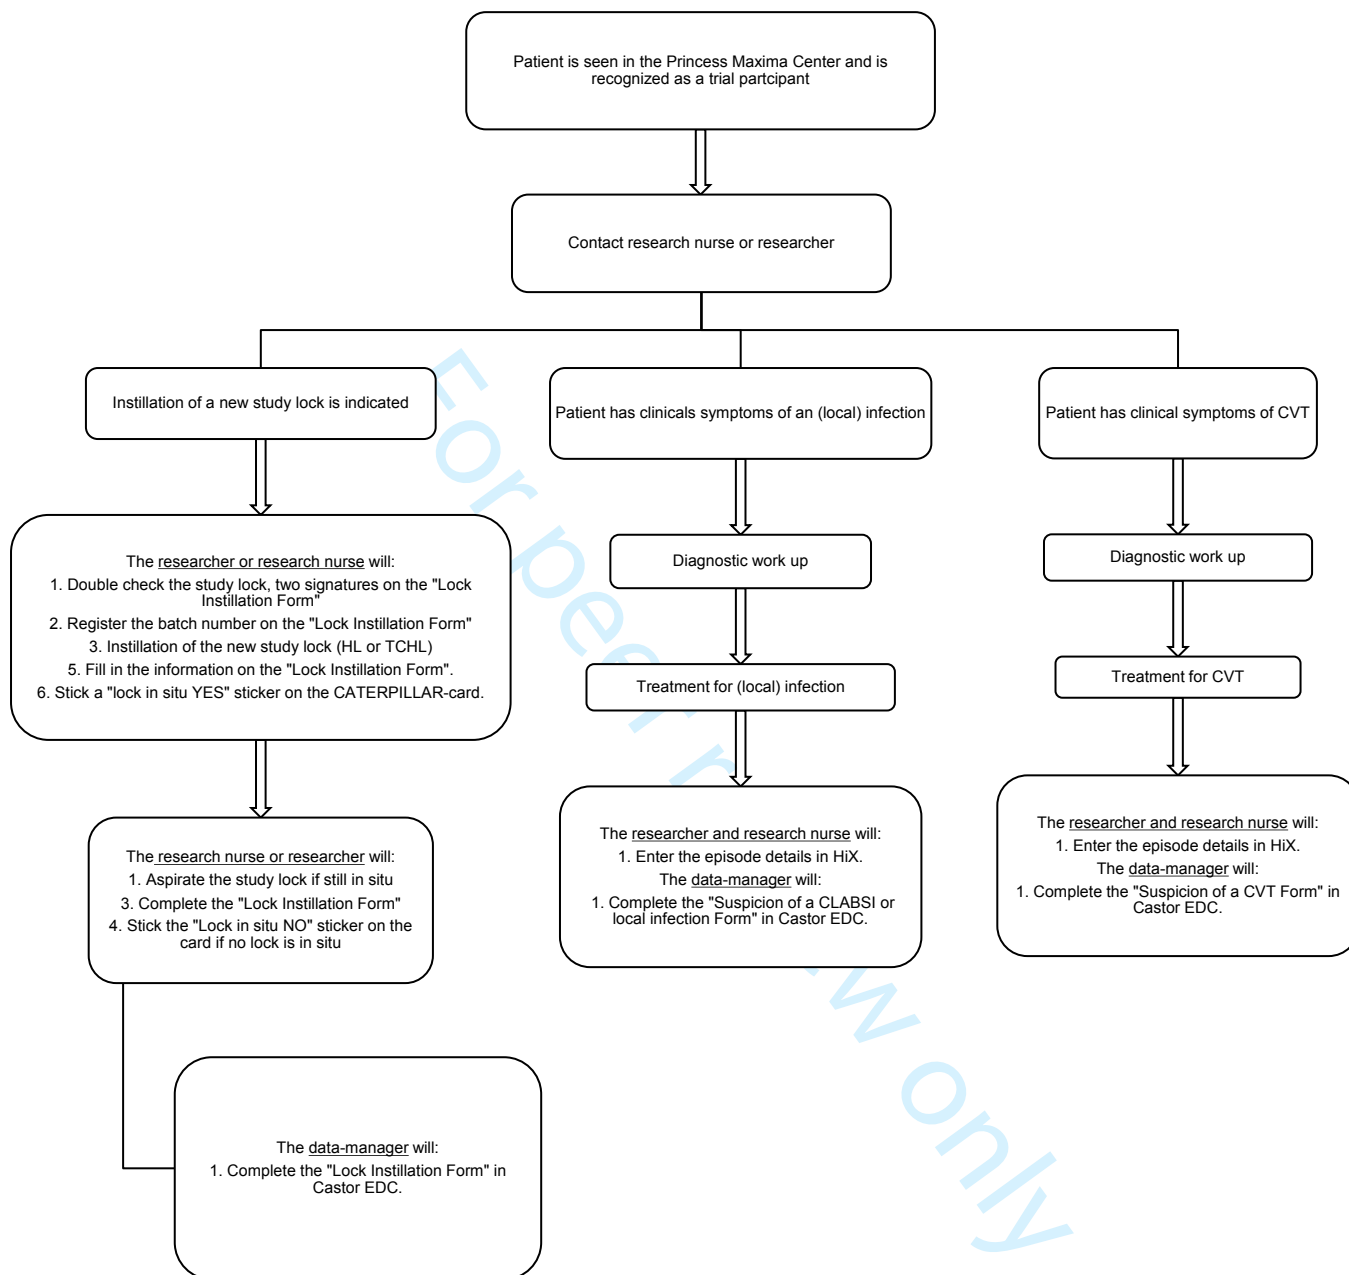 Patient is seen in the Princess Maxima Center and is
recognized as a trial partcipant
Contact research nurse or researcher
Instillation of a new study lock is indicated
Patient has clinicals symptoms of an (local) infection
Patient has clinical symptoms of CVT
The researcher or research nurse will:
1. Double check the study lock, two signatures on the "Lock
Instillation Form"
2. Register the batch number on the "Lock Instillation Form"
3. Instillation of the new study lock (HL or TCHL)
5. Fill in the information on the "Lock Instillation Form".
6. Stick a "lock in situ YES" sticker on the CATERPILLAR-card.
Diagnostic work up
Diagnostic work up
Treatment for (local) infection
Treatment for CVT
The research nurse or researcher will:
1. Aspirate the study lock if still in situ
3. Complete the "Lock Instillation Form"
4. Stick the "Lock in situ NO" sticker on the
card if no lock is in situ
The researcher and research nurse will:
1. Enter the episode details in HiX.
The data-manager will:
1. Complete the "Suspicion of a CLABSI or
local infection Form" in Castor EDC.
The researcher and research nurse will:
1. Enter the episode details in HiX.
The data-manager will:
1. Complete the "Suspicion of a CVT Form" in
Castor EDC.
The data-manager will:
1. Complete the "Lock Instillation Form" in
Castor EDC.
For peer review only